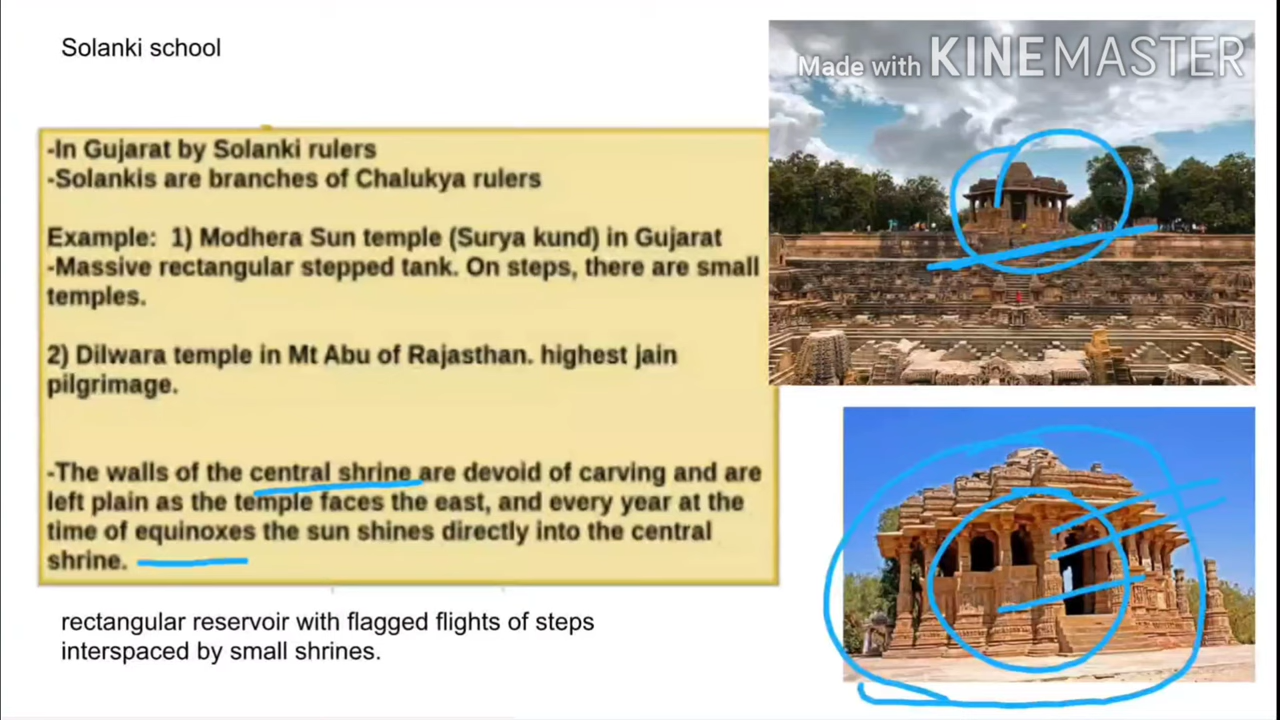 Solanki school
Made with KINEMASTER
-In Gujarat by Solanki rulers
-Solankis are branches of Chalukya rulers
Example: 1) Modhera Sun temple (Surya kund) in Gujarat
-Massive rectangular stepped tank. On steps, there are small
temples.
2) Dilwara temple in Mt Abu of Rajasthan. highest jain
pilgrimage.
-The walls of the central shrine are devoid of carving and are
left plain as the temple faces the east, and every year at the
time of equinoxes the sun shines directly into the central
shrine.
rectangular reservoir with flagged flights of steps
interspaced by small shrines.